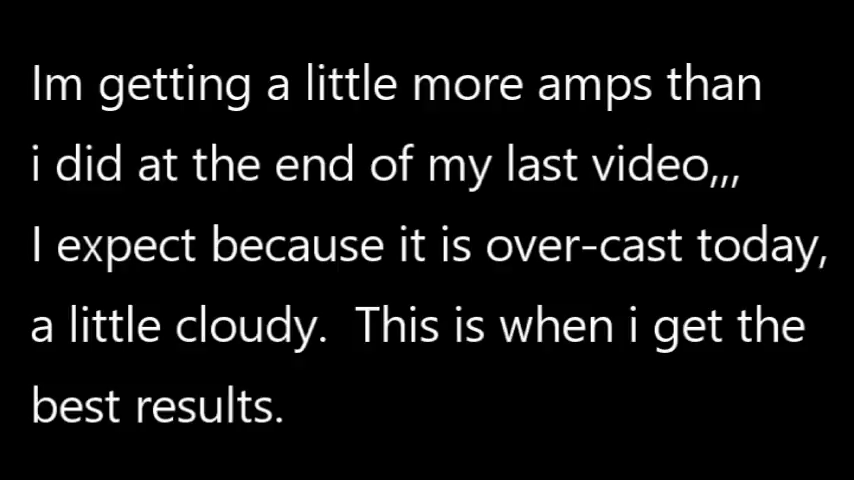 Im getting a little more amps than
i did at the end of my last video,,,
I expect because it is over-cast today,
a little cloudy.  This is when i get the
best results.